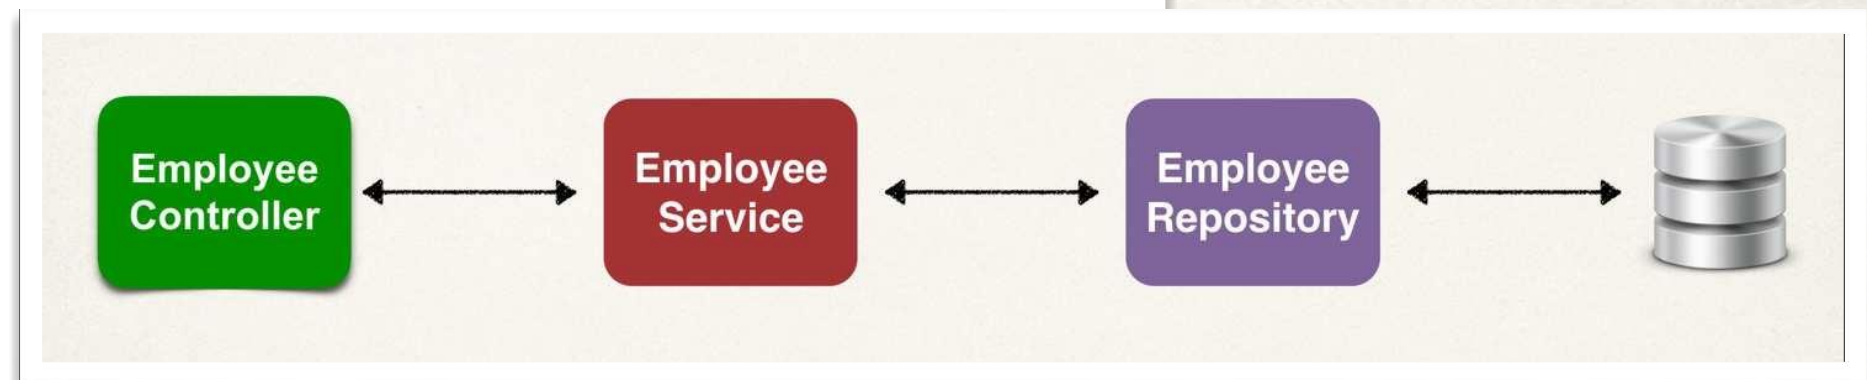 Employee
Controller
Employee
Service
Employee
Repository